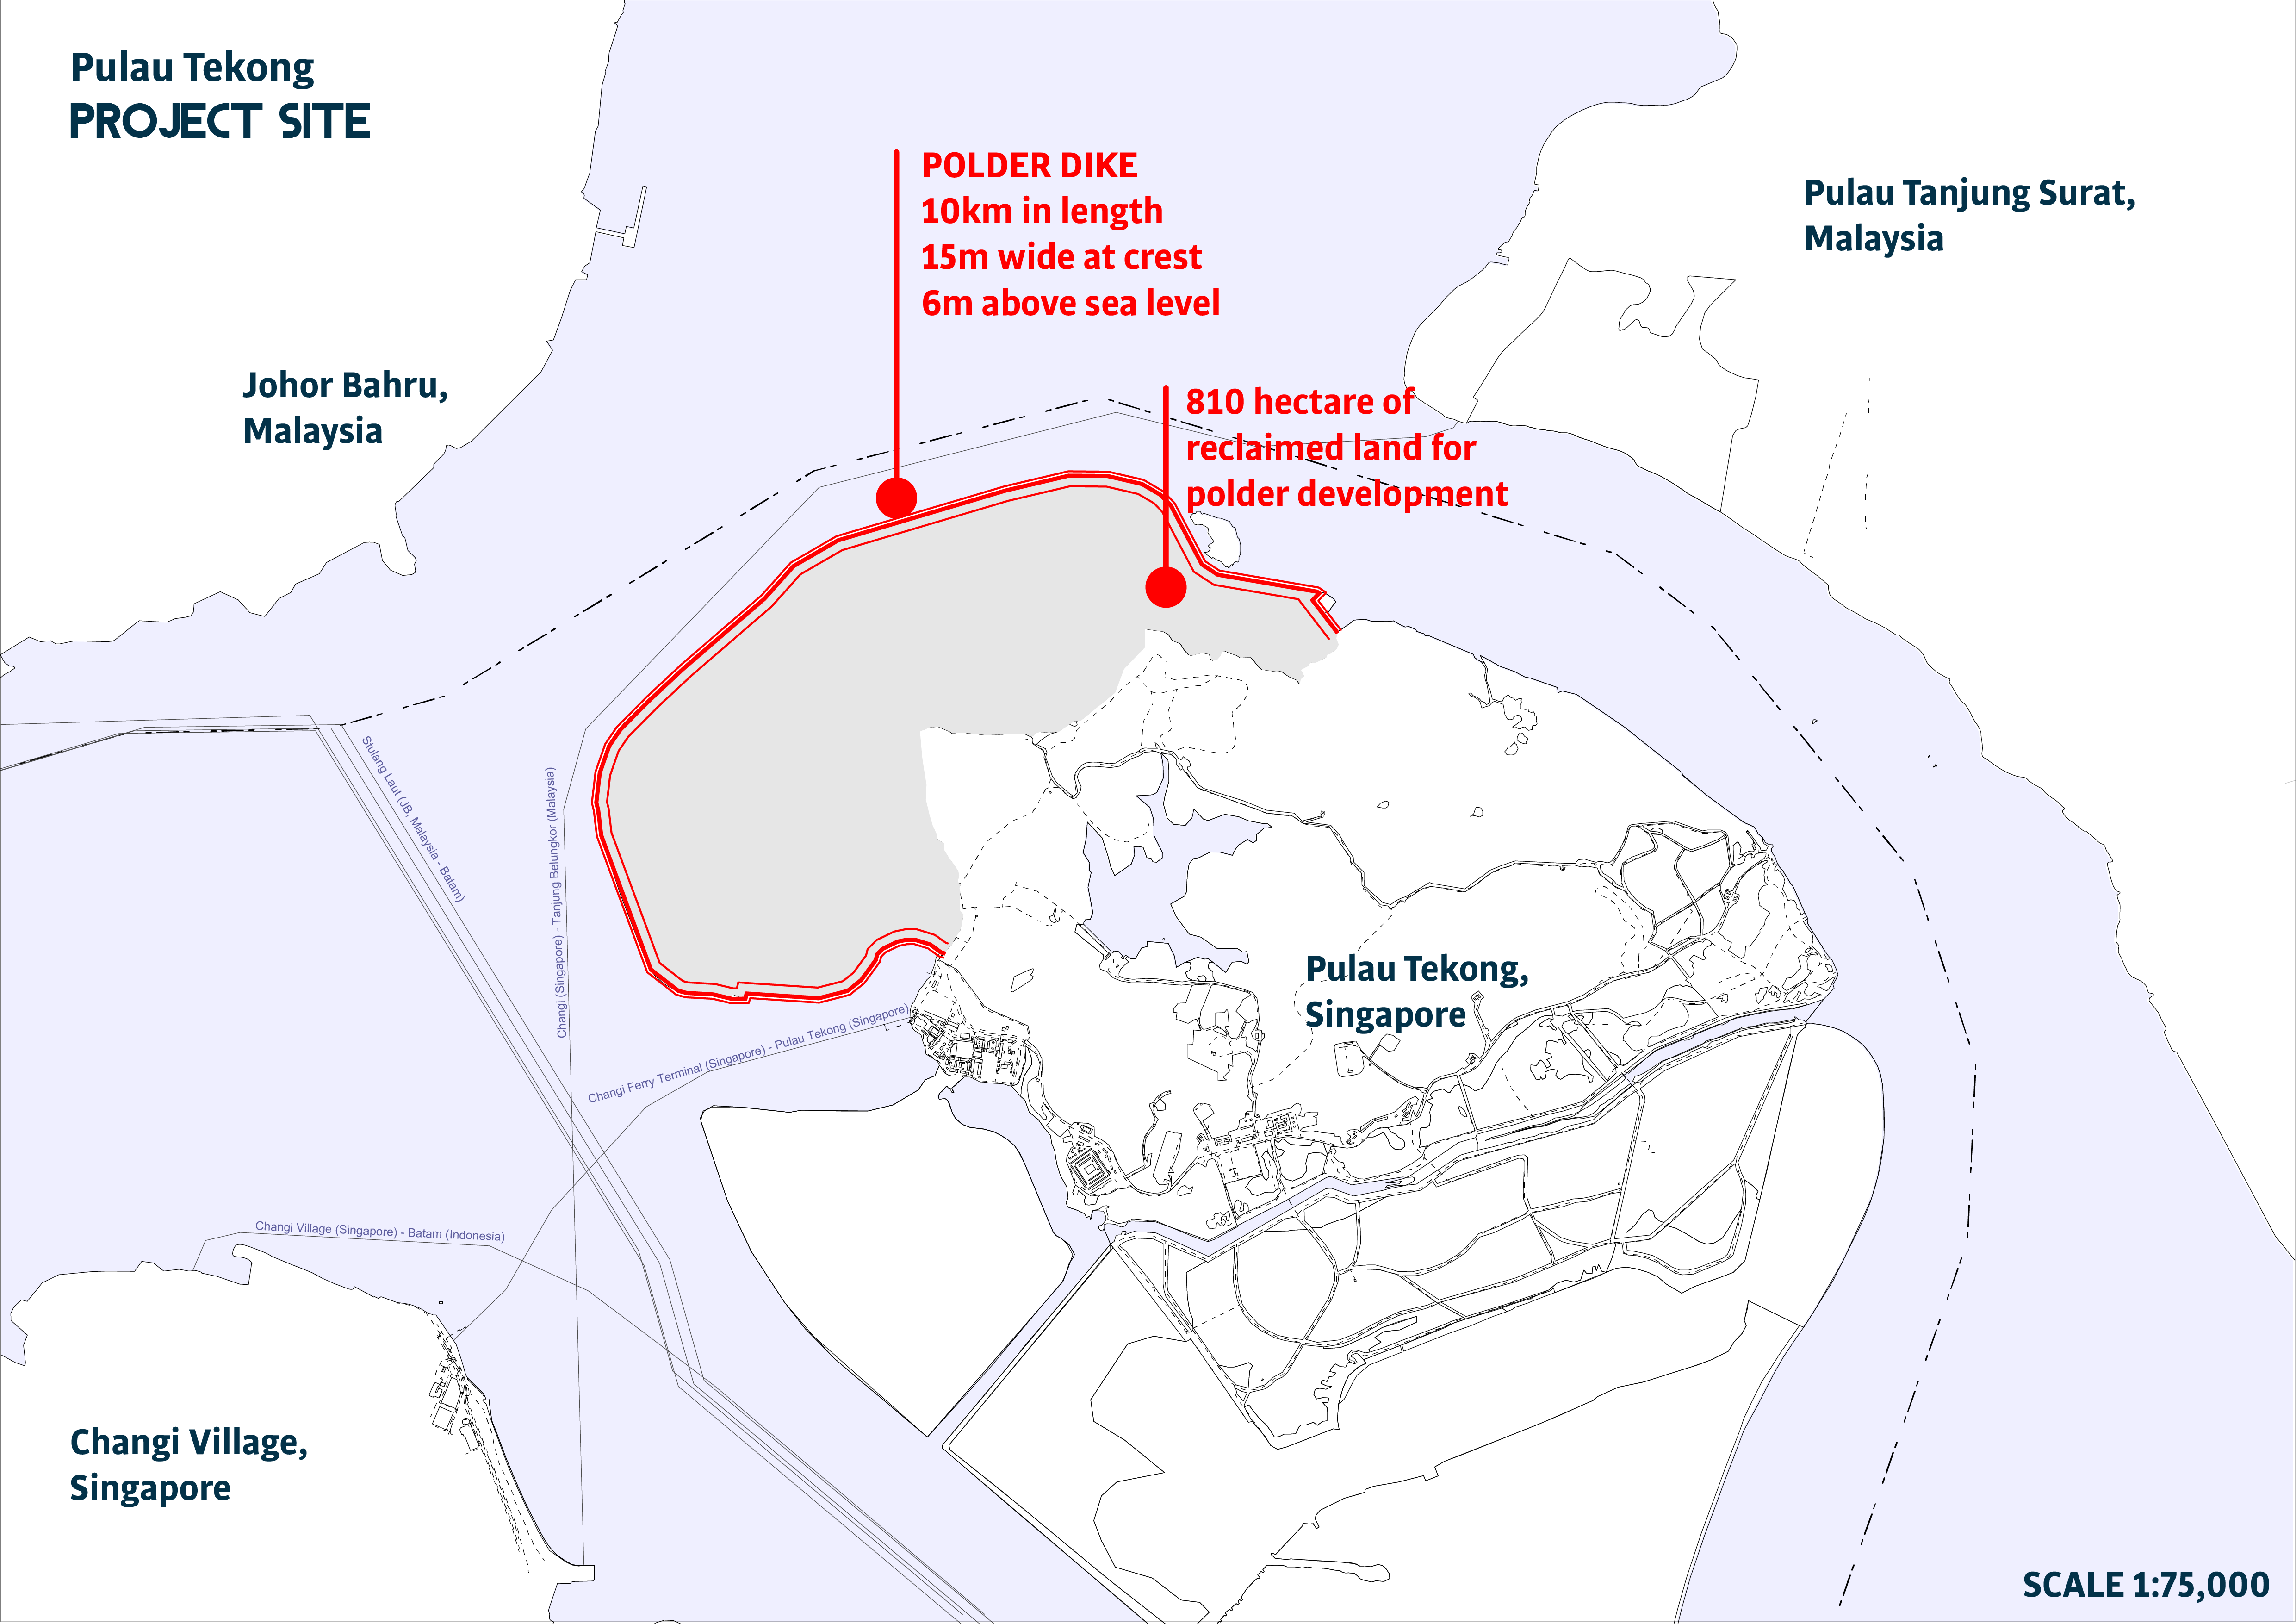 Pulau Tekong
PROJECT SITE
POLDER DIKE
10km in length
15m wide at crest
6m above sea level
Pulau Tanjung Surat,
Malaysia
Johor Bahru,
Malaysia
810 hectare of
reclaimed land for
polder development
Stulang Laut (JB, Malaysia - Batam)
Changi (Singapore) - Tanjung Belungkor (Malaysia)
Pulau Tekong,
Singapore
Changi Ferry Terminal (Singapore) - Pulau Tekong (Singapore)
Changi Village (Singapore) - Batam (Indonesia)
Changi Village,
Singapore
SCALE 1:75,000